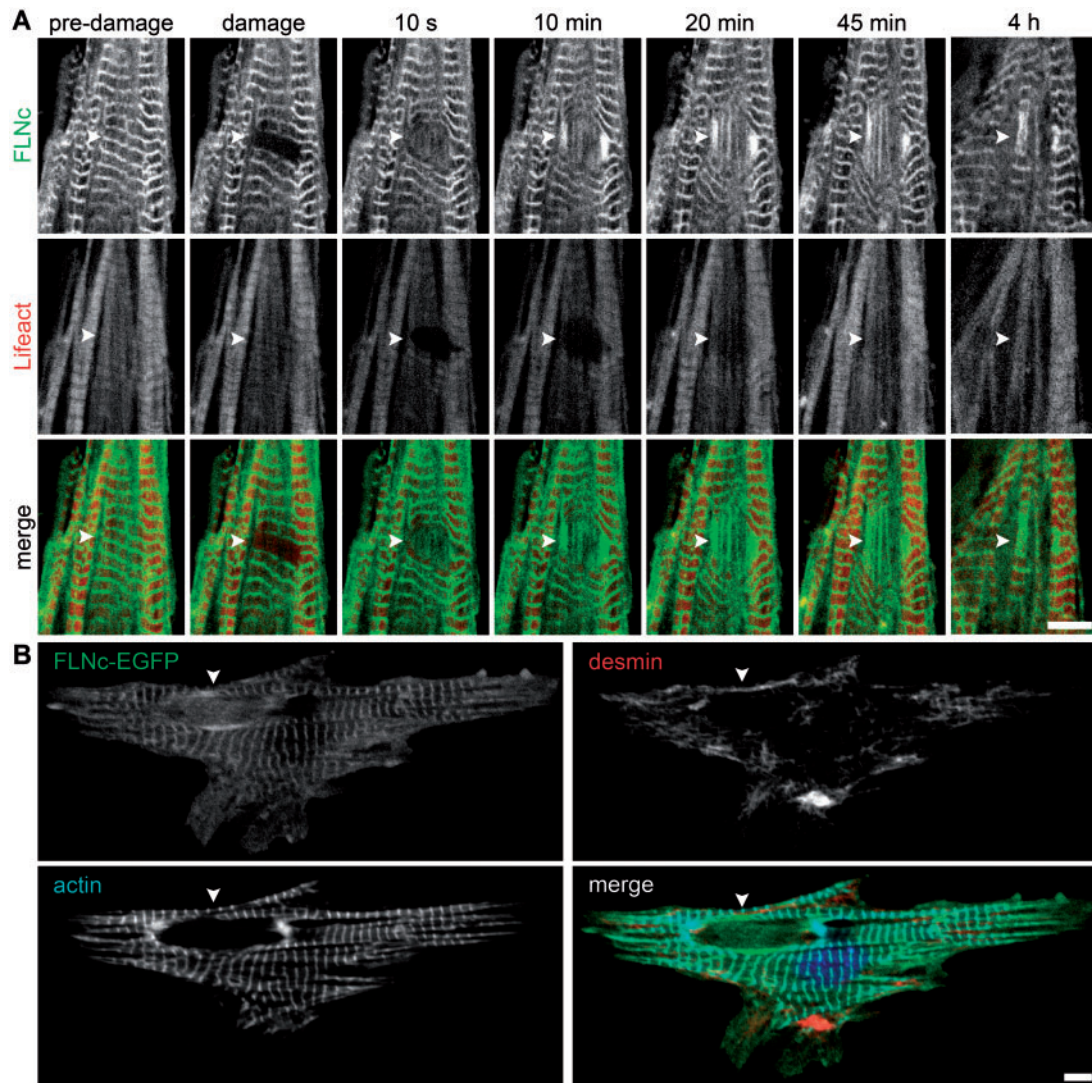 A pre-damage damage 10 s 10 min 20 min 45 min 4 h
FLNc
Lifeact
merge
B FLNc-EGFP desmin
actin merge